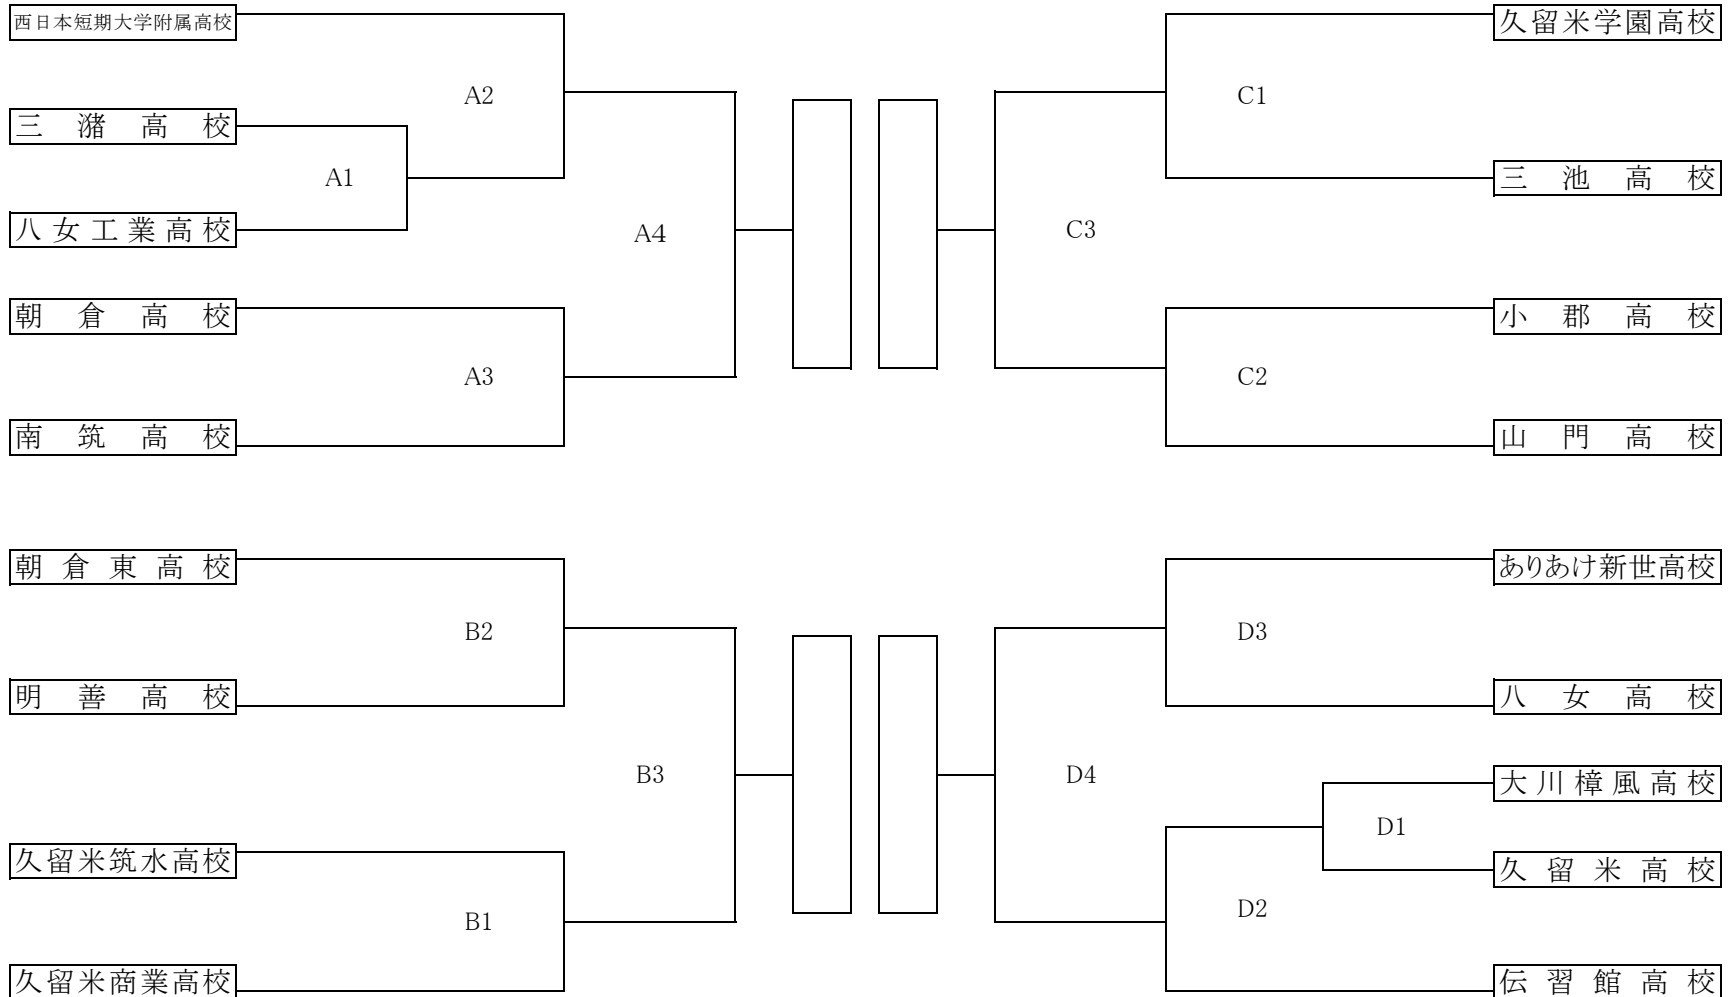 西日本短期大学附属高校
久留米学園高校
A2
C1
三潴高校
A1
三池高校
八女工業高校
A4
C3
朝倉高校
小郡高校
A3
C2
南筑高校
山門高校
朝倉東高校
ありあけ新世高校
B2
D3
明善高校
八女高校
B3
D4
大川樟風高校
D1
久留米筑水高校
久留米高校
B1
D2
久留米商業高校
伝習館高校